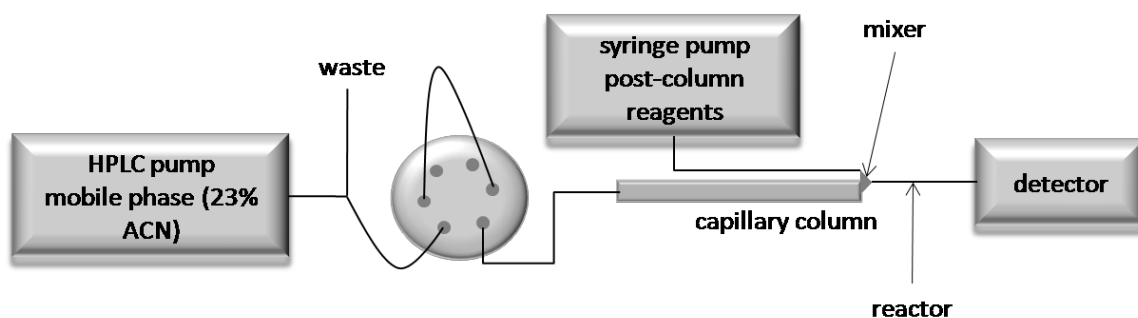 waste
HPLC pump
mobile phase (23%
ACN)
syringe pump
post-column
reagents
mixer
capillary column
reactor
detector